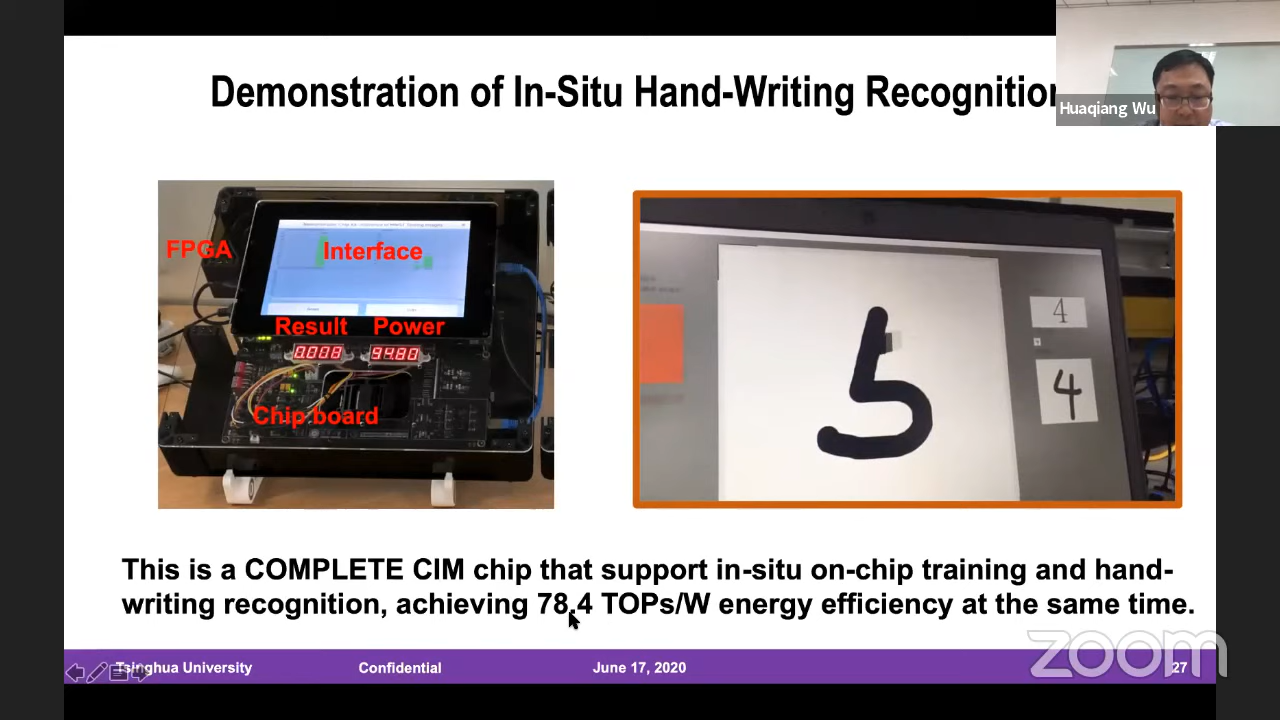 Demonstration of In-Situ Hand-Writing Recognition
Huaqiang Wu
FPGA
Interface
Result
Power
0.008
94.80
Chip board
5
4
4
This is a COMPLETE CIM chip that support in-situ on-chip training and hand-
writing recognition, achieving 78.4 TOPs/W energy efficiency at the same time.
Tsinghua University
Confidential
June 17, 2020
27
zoom